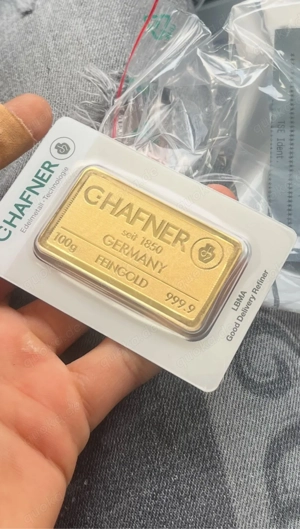 C·HAFNER
Edelmetall-Technologie
C·HAFNER
seit 1850
GERMANY
100g
FEINGOLD
999.9
LBMA
Good Delivery Refiner